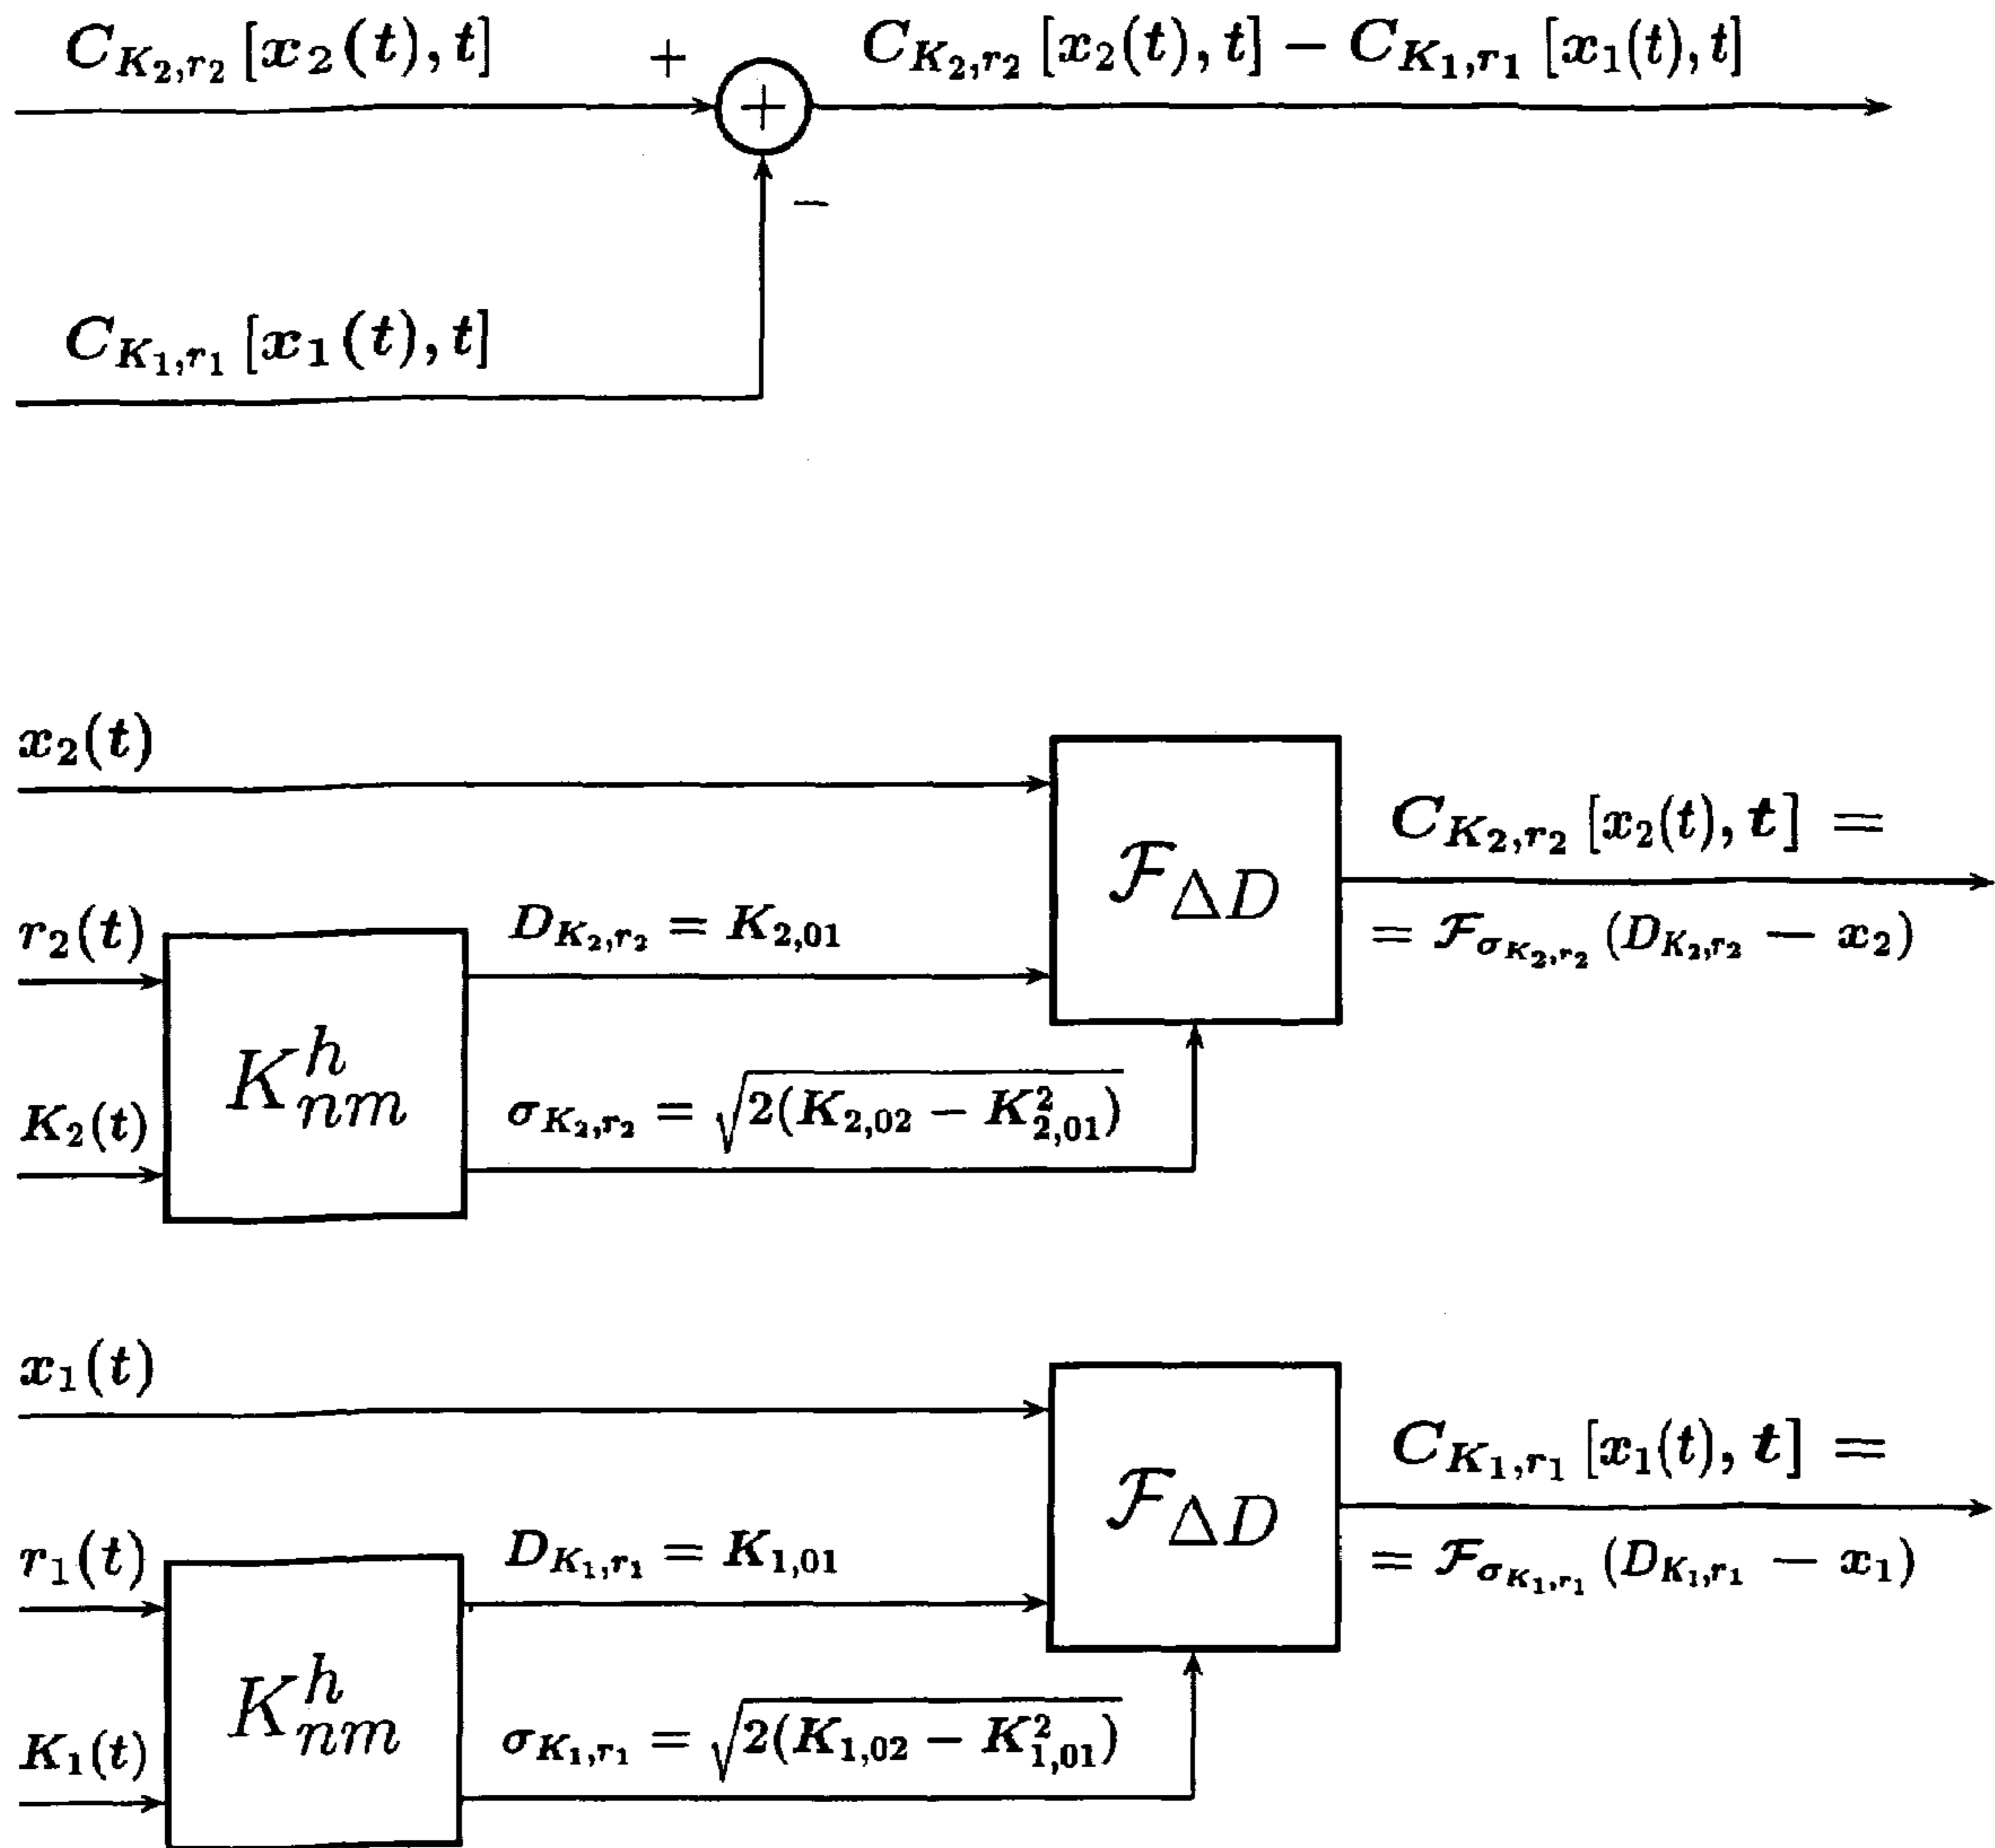 C_{K_2,r_2} [x_2(t), t]
+
C_{K_2,r_2} [x_2(t), t] − C_{K_1,r_1} [x_1(t), t]
+
−
C_{K_1,r_1} [x_1(t), t]
x_2(t)
F_{ΔD}
C_{K_2,r_2} [x_2(t), t] =
= F_{σ_{K_2,r_2}} (D_{K_2,r_2} − x_2)
r_2(t)
D_{K_2,r_2} = K_{2,01}
K^h_{nm}
K_2(t)
σ_{K_2,r_2} = √(2(K_{2,02} − K^2_{2,01}))
x_1(t)
F_{ΔD}
C_{K_1,r_1} [x_1(t), t] =
= F_{σ_{K_1,r_1}} (D_{K_1,r_1} − x_1)
r_1(t)
D_{K_1,r_1} = K_{1,01}
K^h_{nm}
K_1(t)
σ_{K_1,r_1} = √(2(K_{1,02} − K^2_{1,01}))